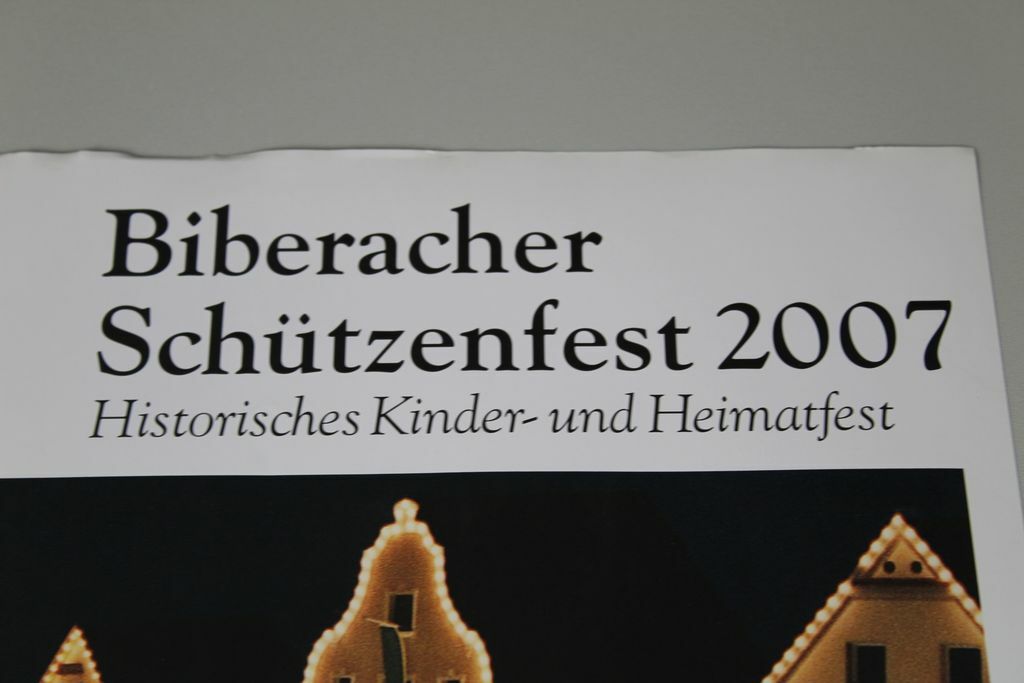 Biberacher
Schützenfest 2007
Historisches Kinder- und Heimatfest